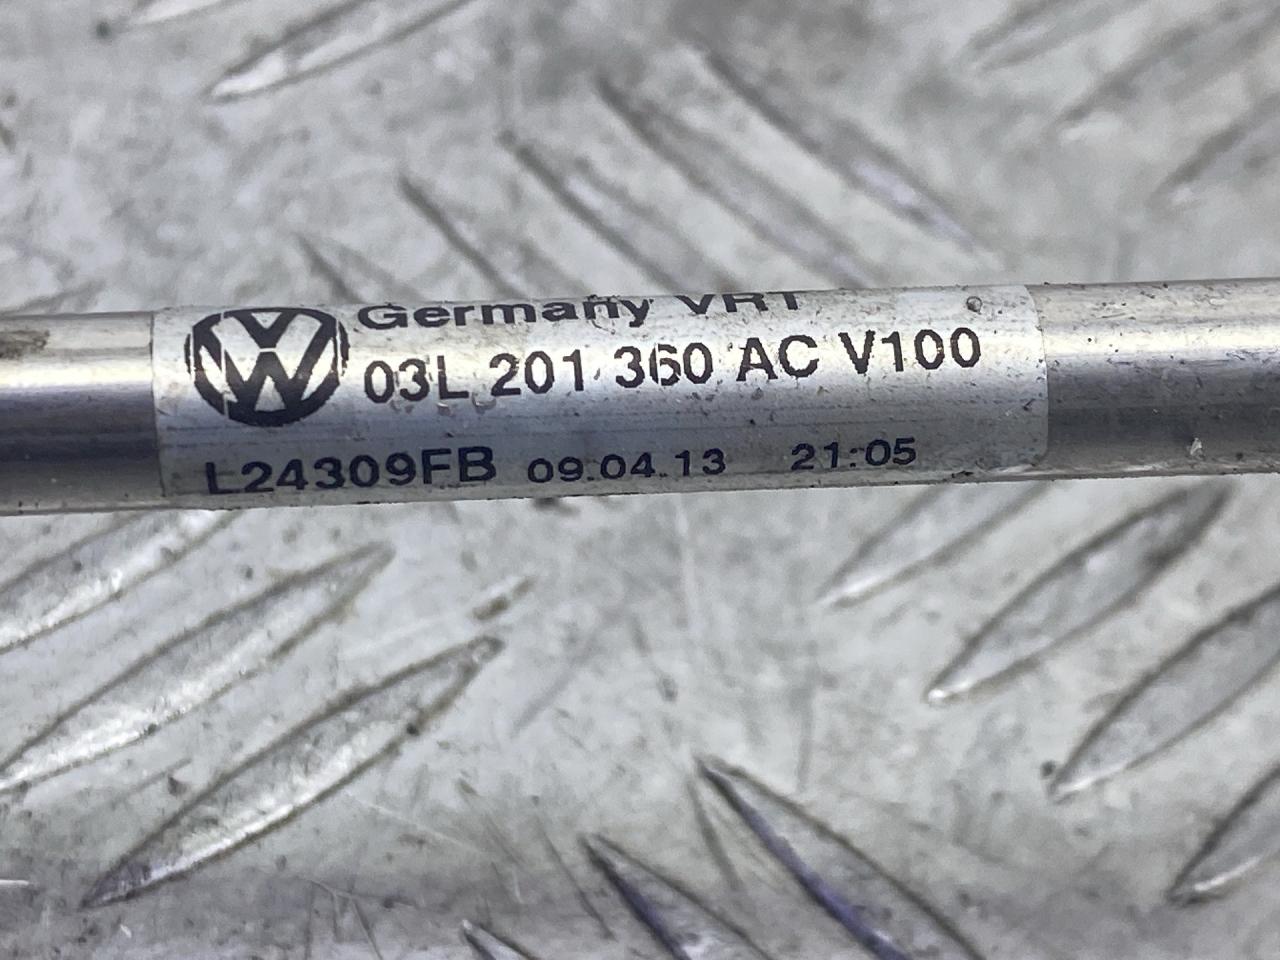 Germany VRT
03L 201 360 AC V100
L24309FB 09.04.13 21:05